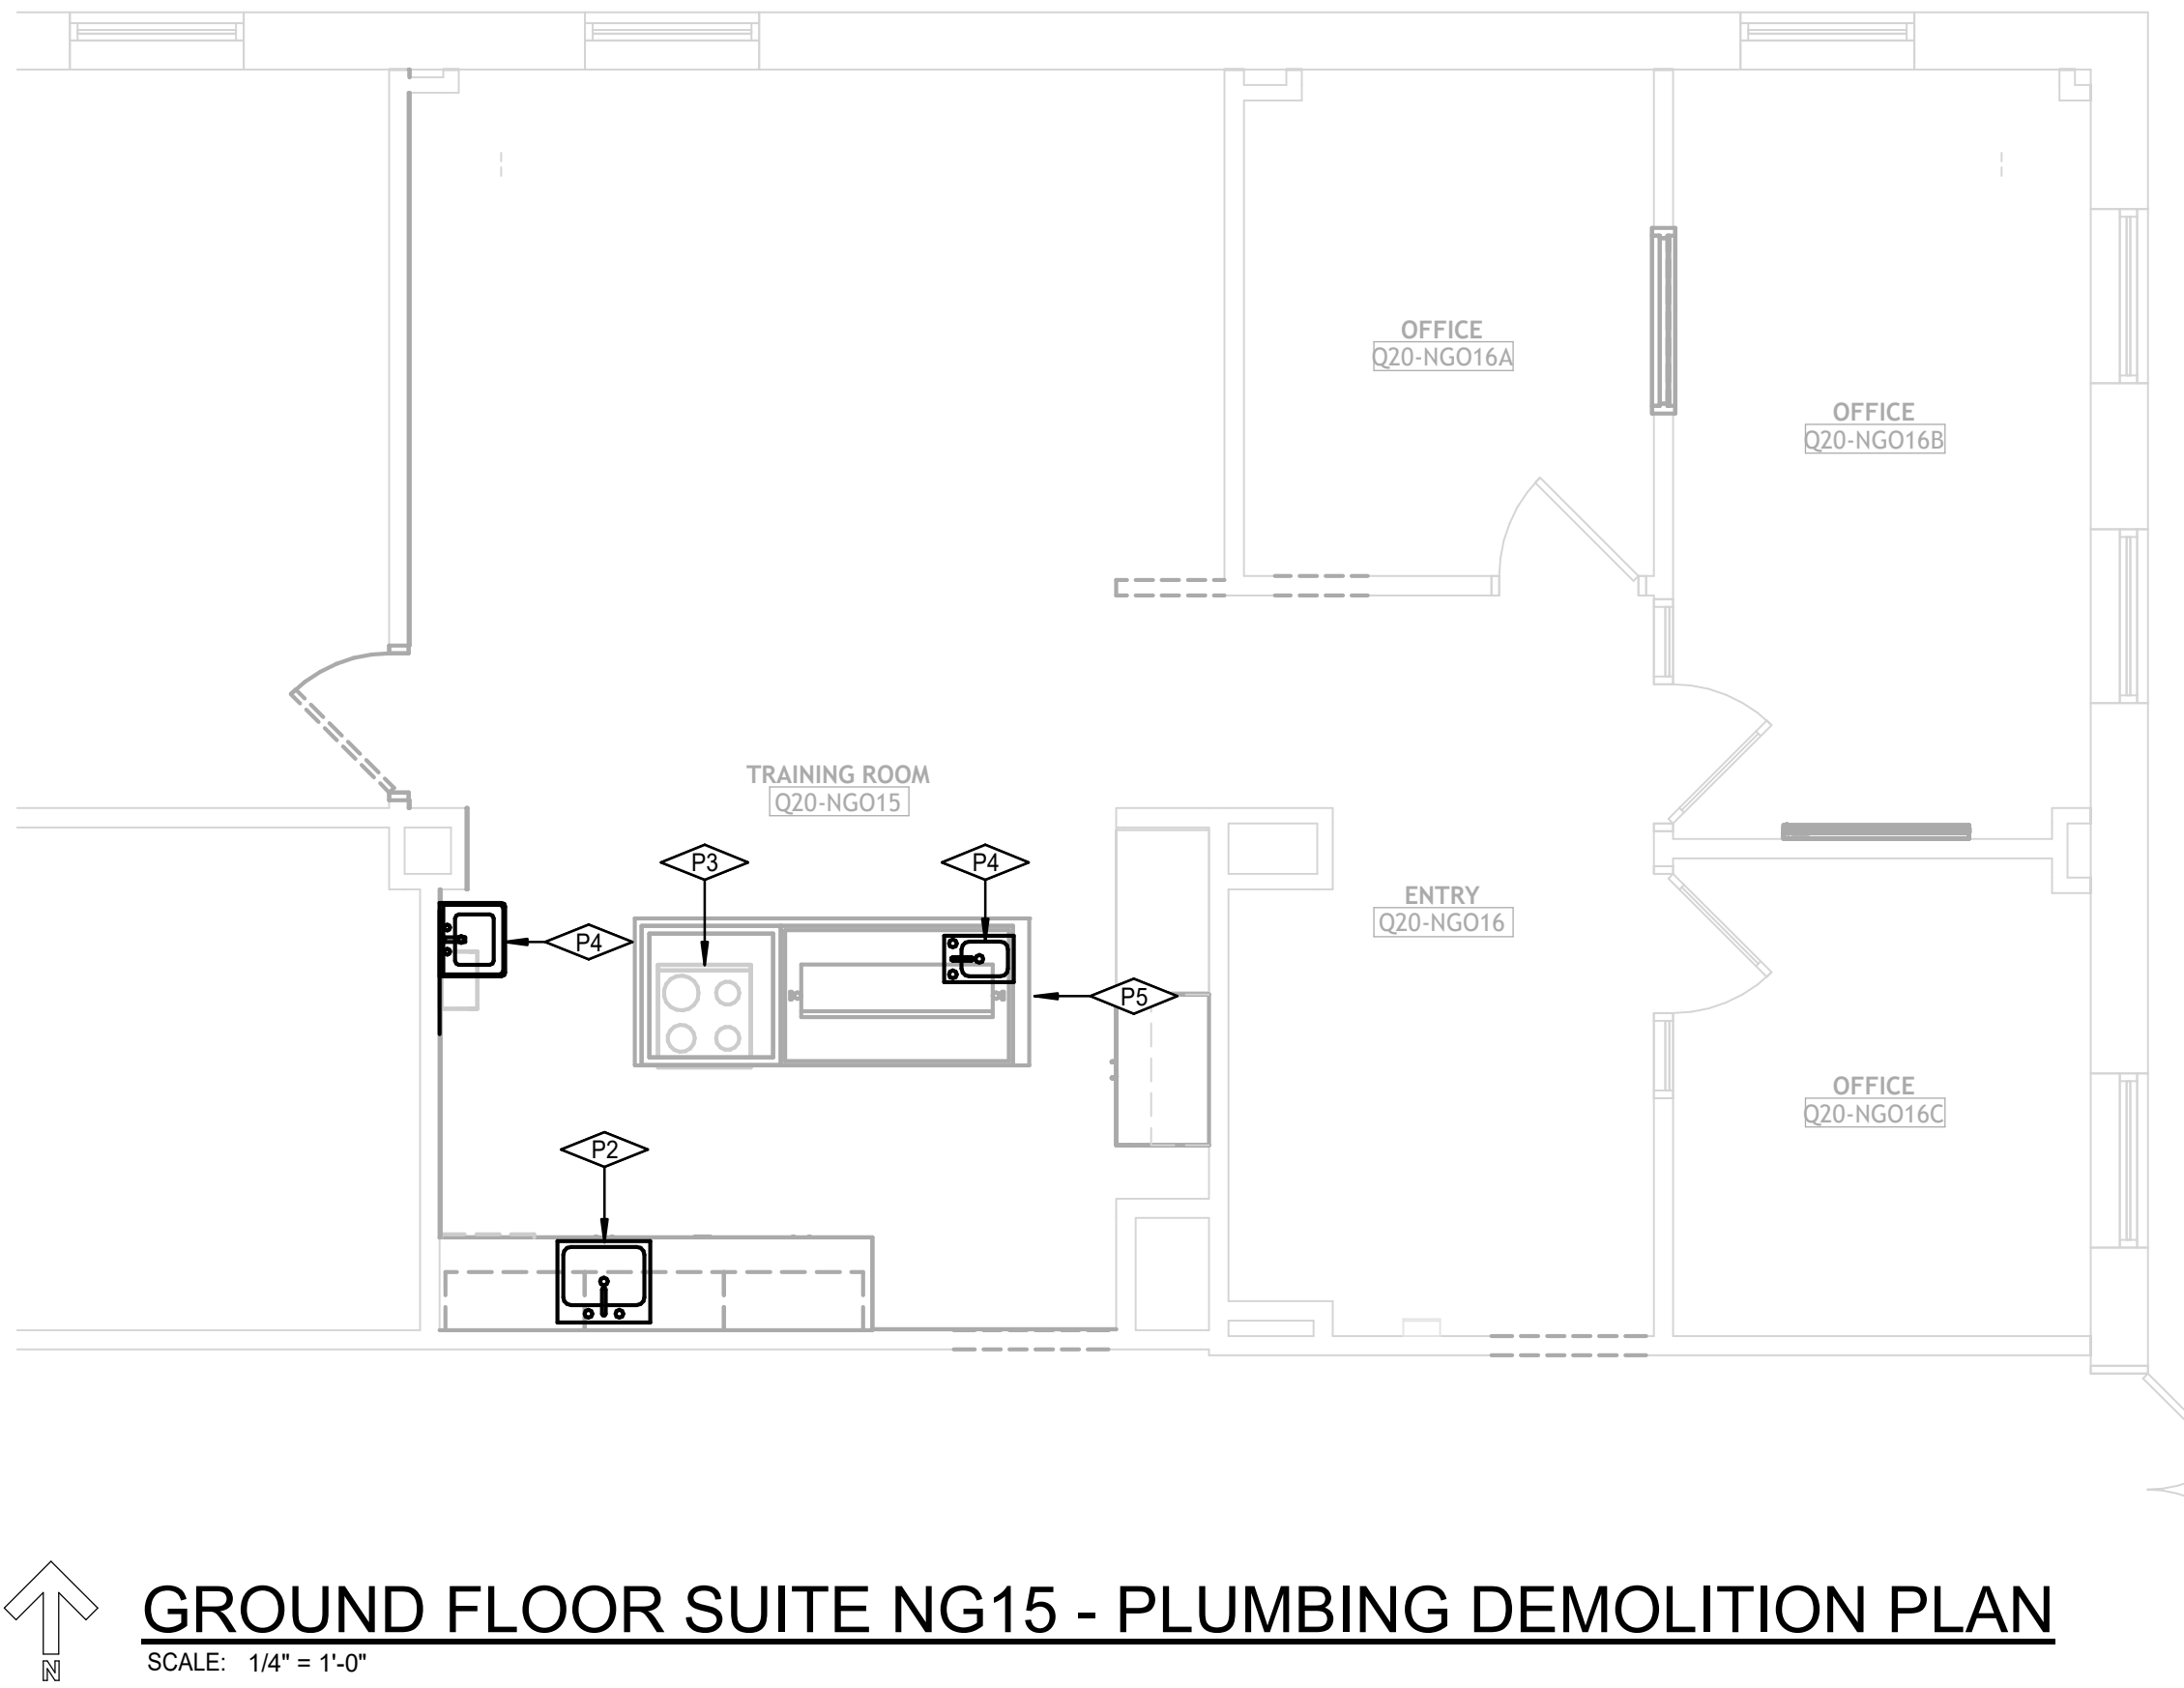 OFFICE
Q20-NGO16A
OFFICE
Q20-NGO16B
TRAINING ROOM
Q20-NGO15
P3
P4
ENTRY
Q20-NGO16
P4
P5
OFFICE
Q20-NGO16C
P2
GROUND FLOOR SUITE NG15 - PLUMBING DEMOLITION PLAN
SCALE: 1/4" = 1'-0"
N